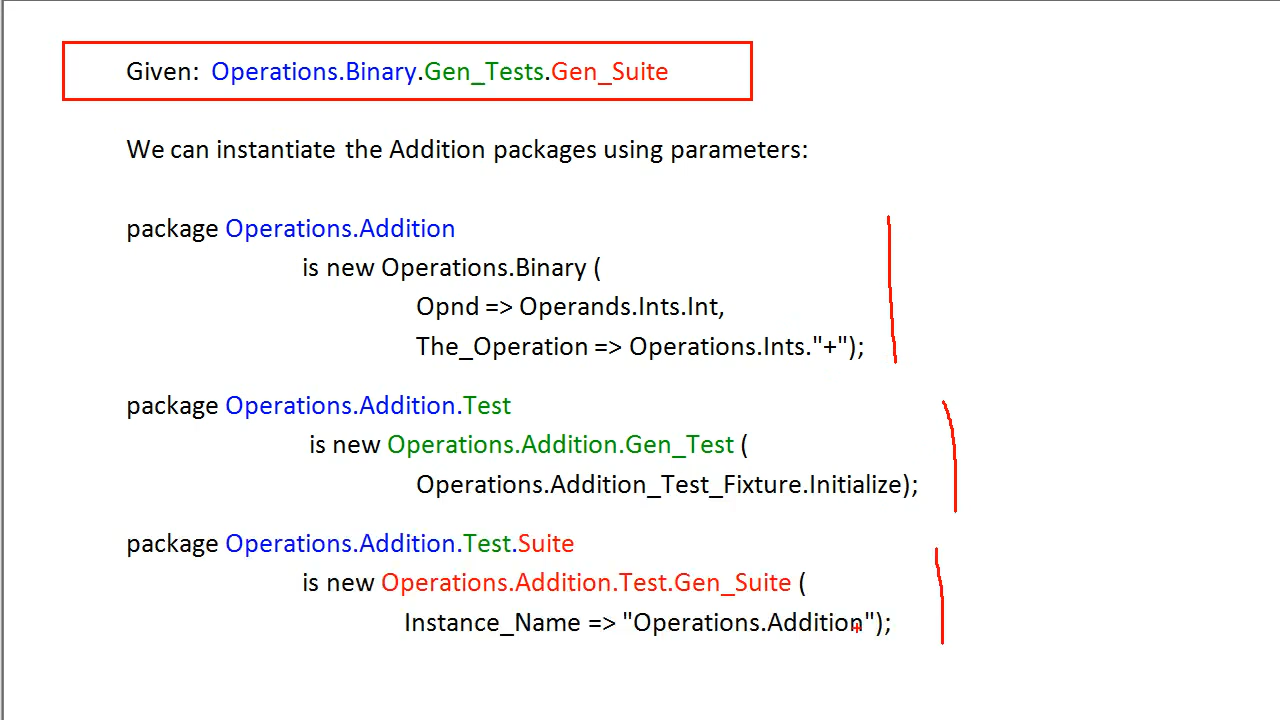 Given: Operations.Binary.Gen_Tests.Gen_Suite
We can instantiate the Addition packages using parameters:
package Operations.Addition
is new Operations.Binary (
Opnd => Operands.Ints.Int,
The_Operation => Operations.Ints."+");
package Operations.Addition.Test
is new Operations.Addition.Gen_Test (
Operations.Addition_Test_Fixture.Initialize);
package Operations.Addition.Test.Suite
is new Operations.Addition.Test.Gen_Suite (
Instance_Name => "Operations.Addition");